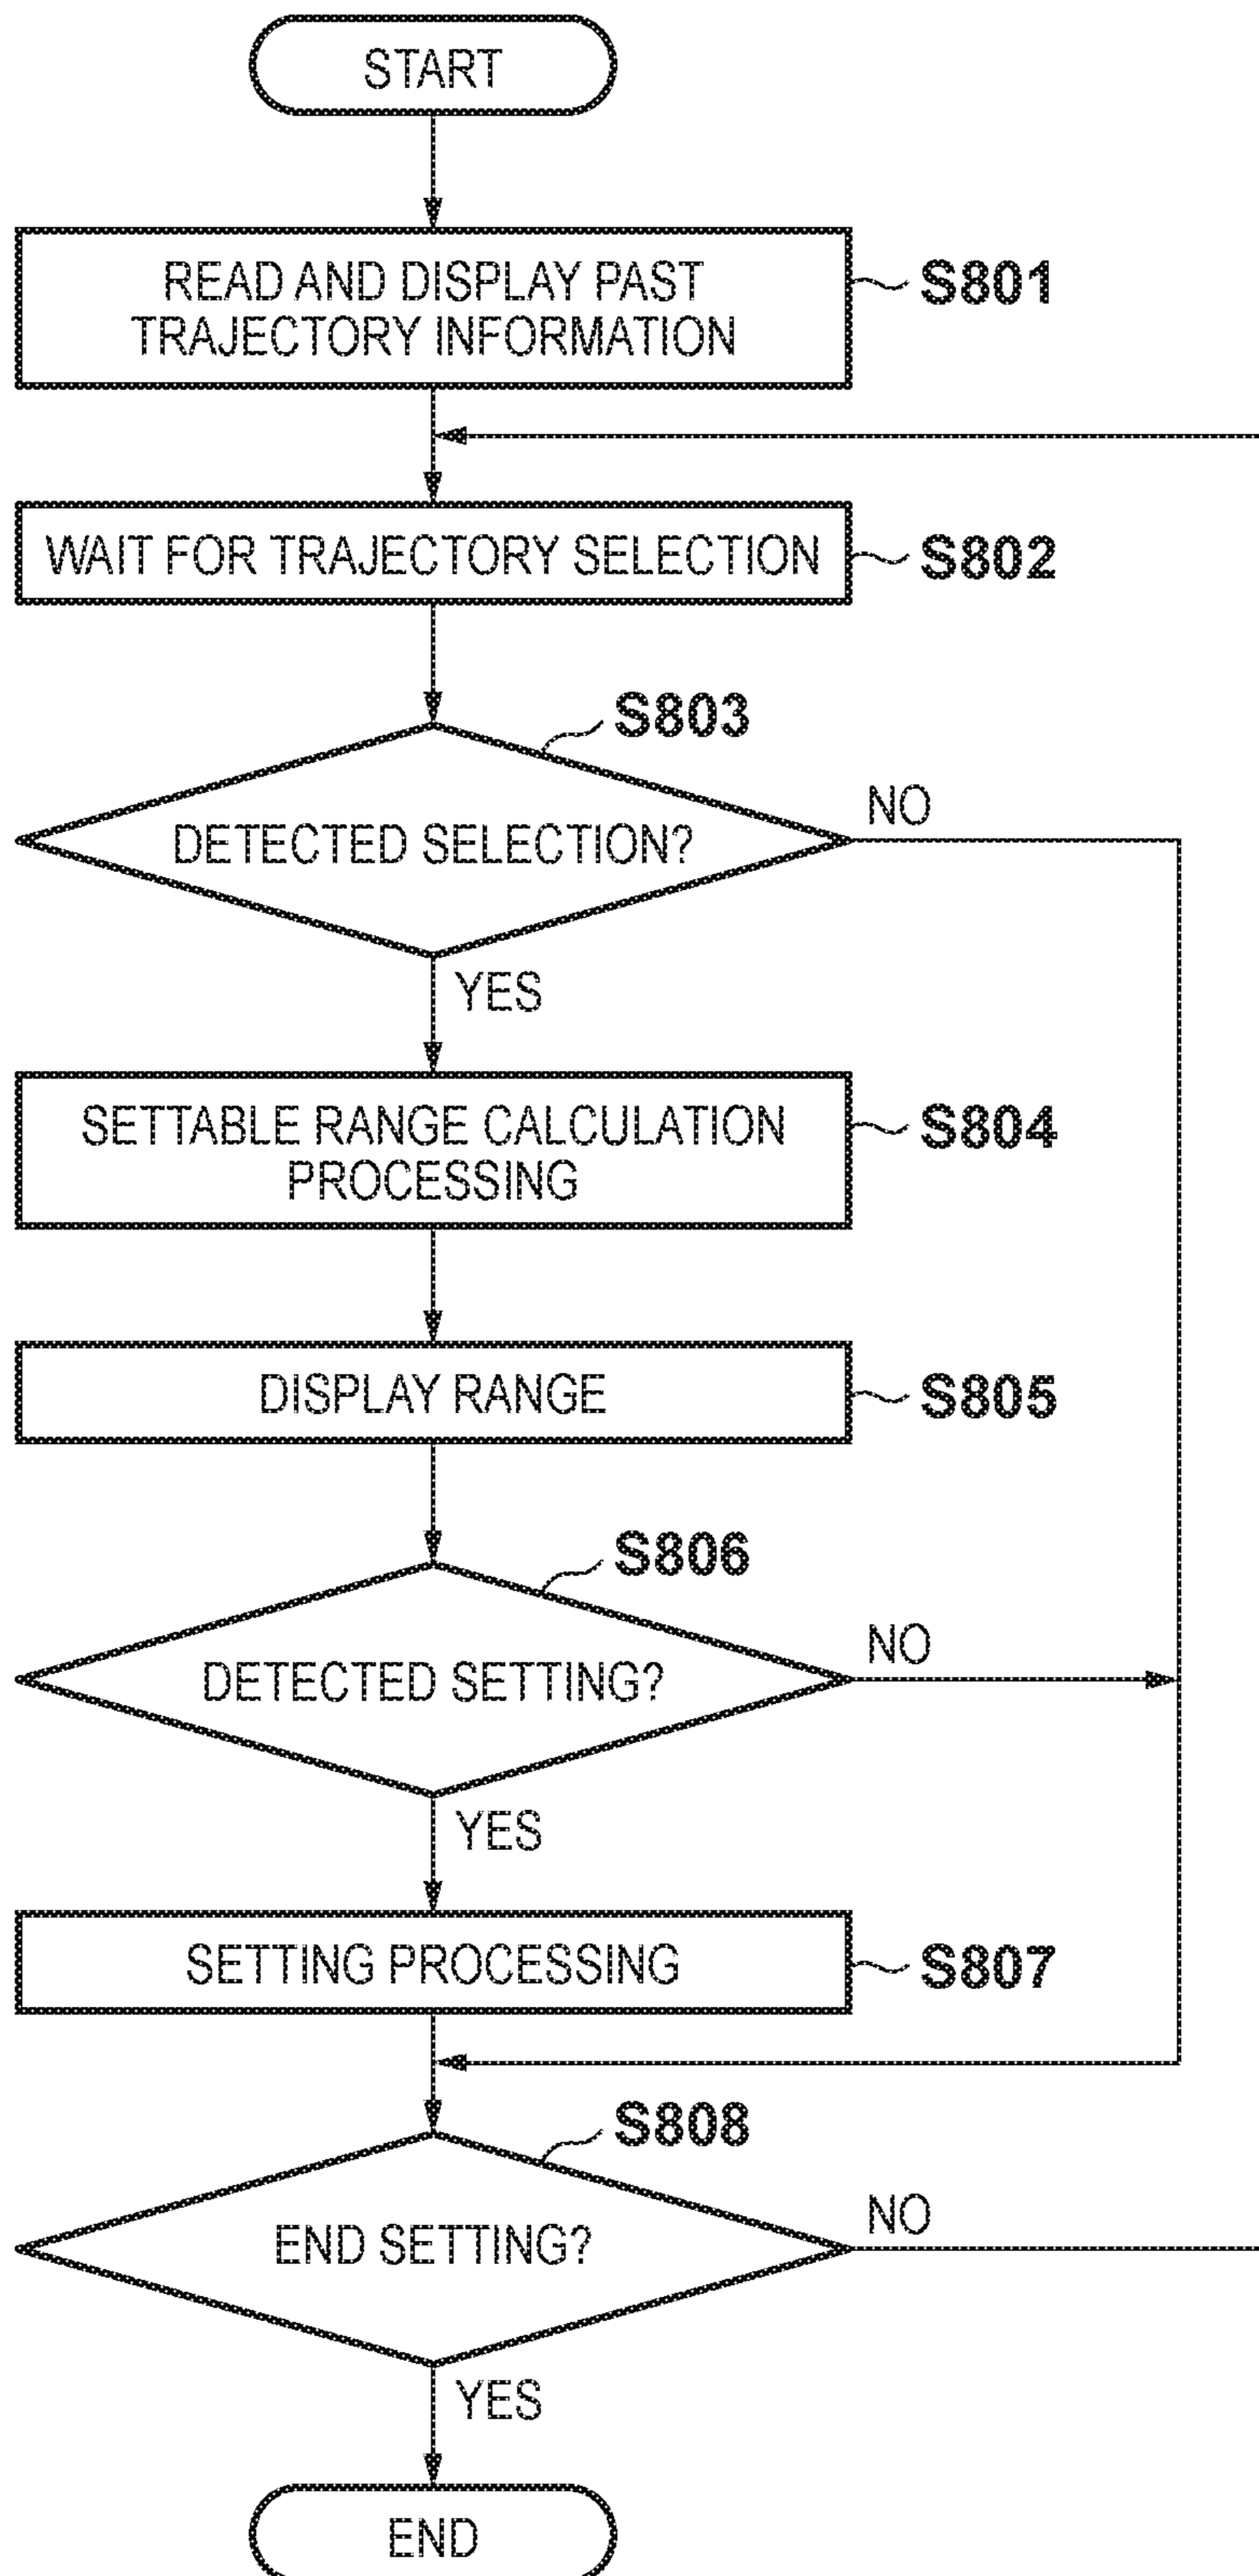 START
READ AND DISPLAY PAST
TRAJECTORY INFORMATION
S801
WAIT FOR TRAJECTORY SELECTION
S802
S803
DETECTED SELECTION?
NO
YES
SETTABLE RANGE CALCULATION
PROCESSING
S804
DISPLAY RANGE
S805
S806
DETECTED SETTING?
NO
YES
SETTING PROCESSING
S807
S808
END SETTING?
NO
YES
END